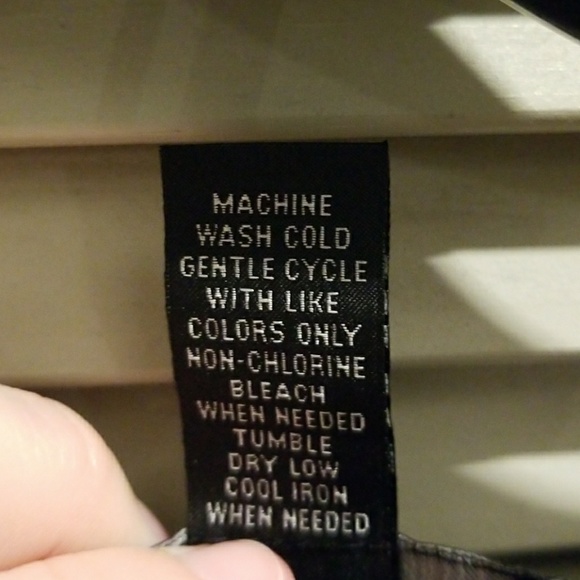 MACHINE
WASH COLD
GENTLE CYCLE
WITH LIKE
COLORS ONLY
NON-CHLORINE
BLEACH
WHEN NEEDED
TUMBLE
DRY LOW
COOL IRON
WHEN NEEDED